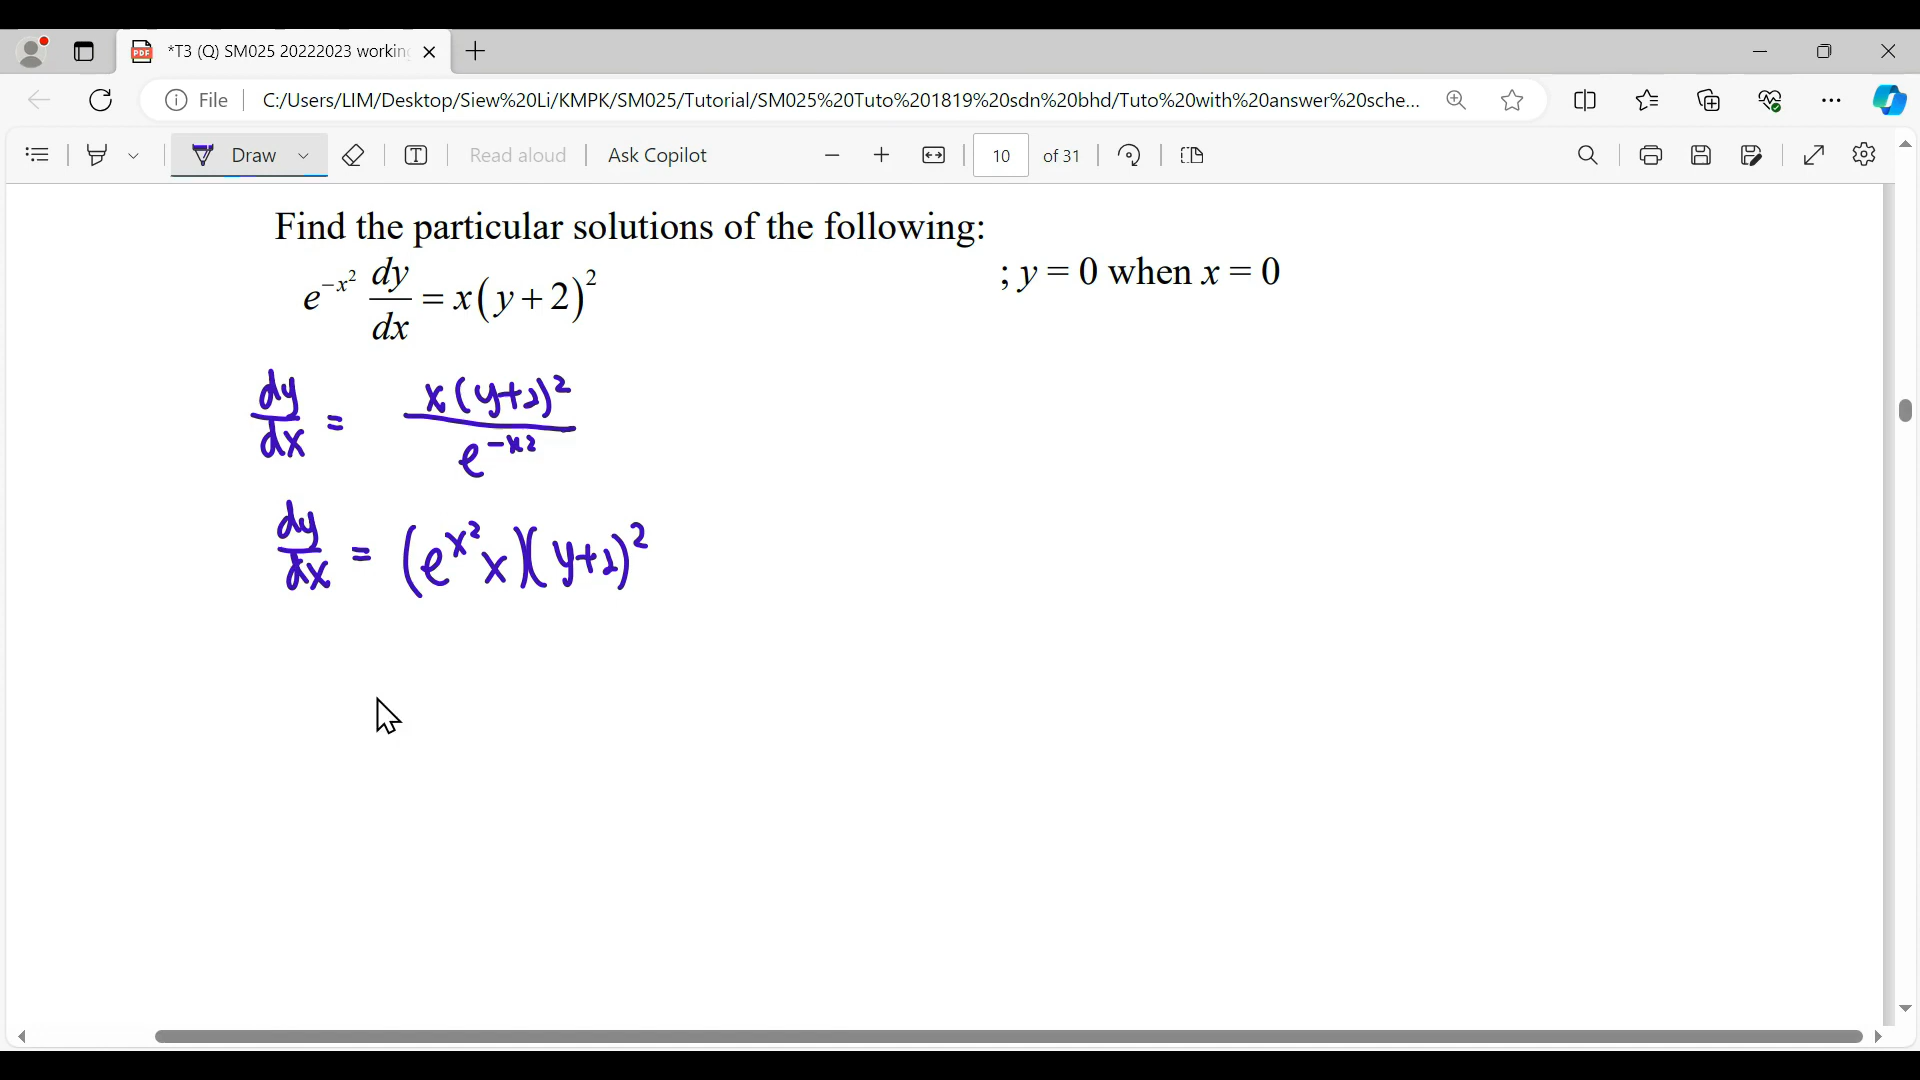 *T3 (Q) SM025 20222023 working
File
C:/Users/LIM/Desktop/Siew%20Li/KMPK/SM025/Tutorial/SM025%20Tuto%201819%20sdn%20bhd/Tuto%20with%20answer%20sche...
Draw
Read aloud
Ask Copilot
10
of 31
Find the particular solutions of the following:
e^{-x^2} dy/dx = x(y+2)^2
; y = 0 when x = 0
dy/dx = x(y+2)^2 / e^{-x^2}
dy/dx = (e^{x^2} x)(y+2)^2